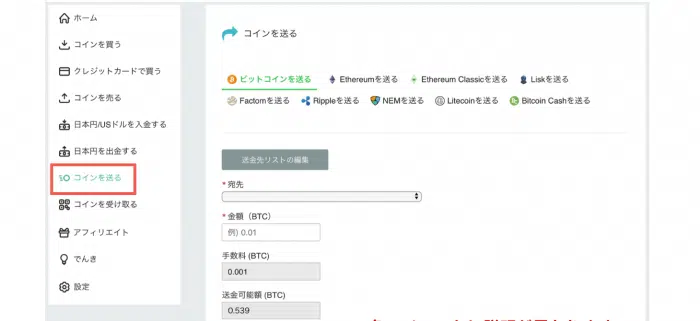 ホーム
コインを買う
クレジットカードで買う
コインを売る
日本円/USドルを入金する
日本円を出金する
コインを送る
コインを受け取る
アフィリエイト
でんき
設定
コインを送る
ビットコインを送る Ethereumを送る Ethereum Classicを送る Liskを送る
Factomを送る Rippleを送る NEMを送る Litecoinを送る Bitcoin Cashを送る
送金先リストの編集
* 宛先
* 金額（BTC）
例) 0.01
手数料 (BTC)
0.001
送金可能額 (BTC)
0.539